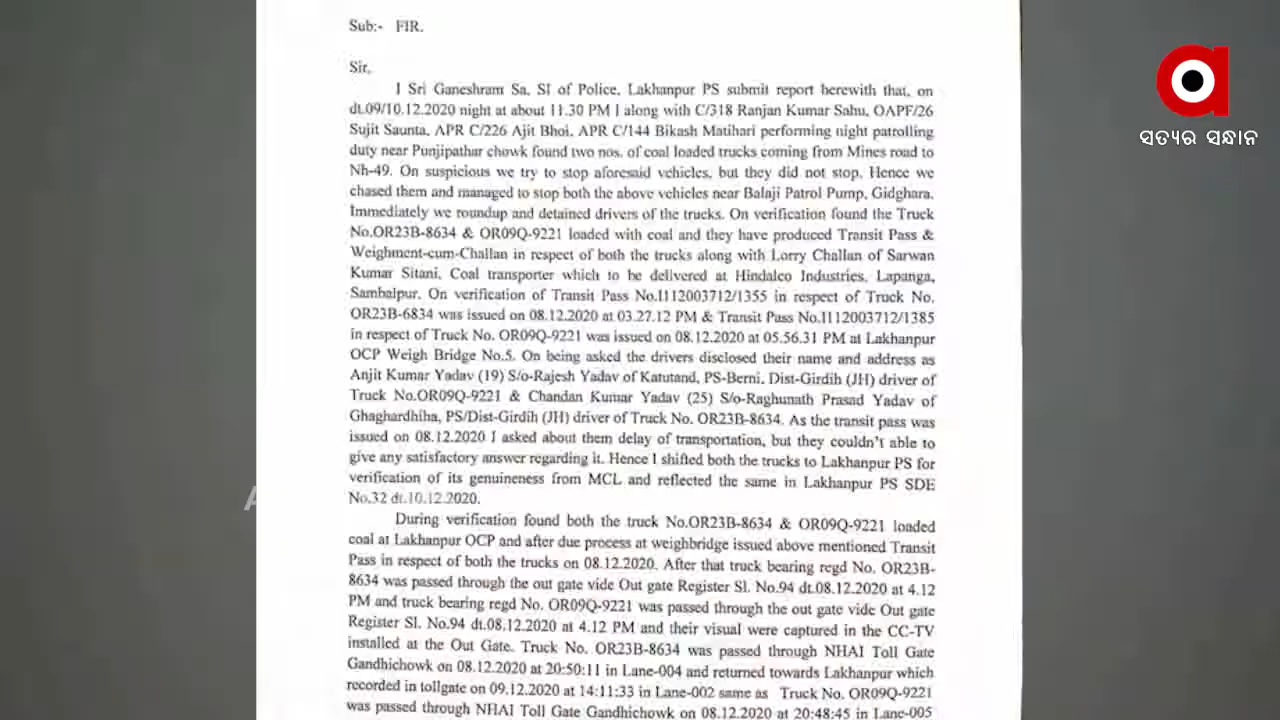 Sub:- FIR.
Sir,
I Sri Ganeshram Sa, SI of Police, Lakhanpur PS submit report herewith that, on
dt.09/10.12.2020 night at about 11.30 PM I along with C/318 Ranjan Kumar Sahu, OAPF/26
Sujit Saunta, APR C/226 Ajit Bhoi, APR C/144 Bikash Matihari performing night patrolling
duty near Punjipathar chowk found two nos. of coal loaded trucks coming from Mines road to
Nh-49. On suspicious we try to stop aforesaid vehicles, but they did not stop. Hence we
chased them and managed to stop both the above vehicles near Balaji Patrol Pump, Gidghara.
Immediately we roundup and detained drivers of the trucks. On verification found the Truck
No.OR23B-8634 & OR09Q-9221 loaded with coal and they have produced Transit Pass &
Weighment-cum-Challan in respect of both the trucks along with Lorry Challan of Sarwan
Kumar Sitani, Coal transporter which to be delivered at Hindalco Industries, Lapanga,
Sambalpur. On verification of Transit Pass No.I112003712/1355 in respect of Truck No.
OR23B-6834 was issued on 08.12.2020 at 03.27.12 PM & Transit Pass No.I112003712/1385
in respect of Truck No. OR09Q-9221 was issued on 08.12.2020 at 05.56.31 PM at Lakhanpur
OCP Weigh Bridge No.5. On being asked the drivers disclosed their name and address as
Anjit Kumar Yadav (19) S/o-Rajesh Yadav of Katutand, PS-Berni, Dist-Girdih (JH) driver of
Truck No.OR09Q-9221 & Chandan Kumar Yadav (25) S/o-Raghunath Prasad Yadav of
Ghaghardhiha, PS/Dist-Girdih (JH) driver of Truck No. OR23B-8634. As the transit pass was
issued on 08.12.2020 I asked about them delay of transportation, but they couldn't able to
give any satisfactory answer regarding it. Hence I shifted both the trucks to Lakhanpur PS for
verification of its genuineness from MCL and reflected the same in Lakhanpur PS SDE
No.32 dt.10.12.2020.
During verification found both the truck No.OR23B-8634 & OR09Q-9221 loaded
coal at Lakhanpur OCP and after due process at weighbridge issued above mentioned Transit
Pass in respect of both the trucks on 08.12.2020. After that truck bearing regd No. OR23B-
8634 was passed through the out gate vide Out gate Register Sl. No.94 dt.08.12.2020 at 4.12
PM and truck bearing regd No. OR09Q-9221 was passed through the out gate vide Out gate
Register Sl. No.94 dt.08.12.2020 at 4.12 PM and their visual were captured in the CC-TV
installed at the Out Gate. Truck No. OR23B-8634 was passed through NHAI Toll Gate
Gandhichowk on 08.12.2020 at 20:50:11 in Lane-004 and returned towards Lakhanpur which
recorded in tollgate on 09.12.2020 at 14:11:33 in Lane-002 same as Truck No. OR09Q-9221
was passed through NHAI Toll Gate Gandhichowk on 08.12.2020 at 20:48:45 in Lane-005
ସତ୍ୟର ସନ୍ଧାନ